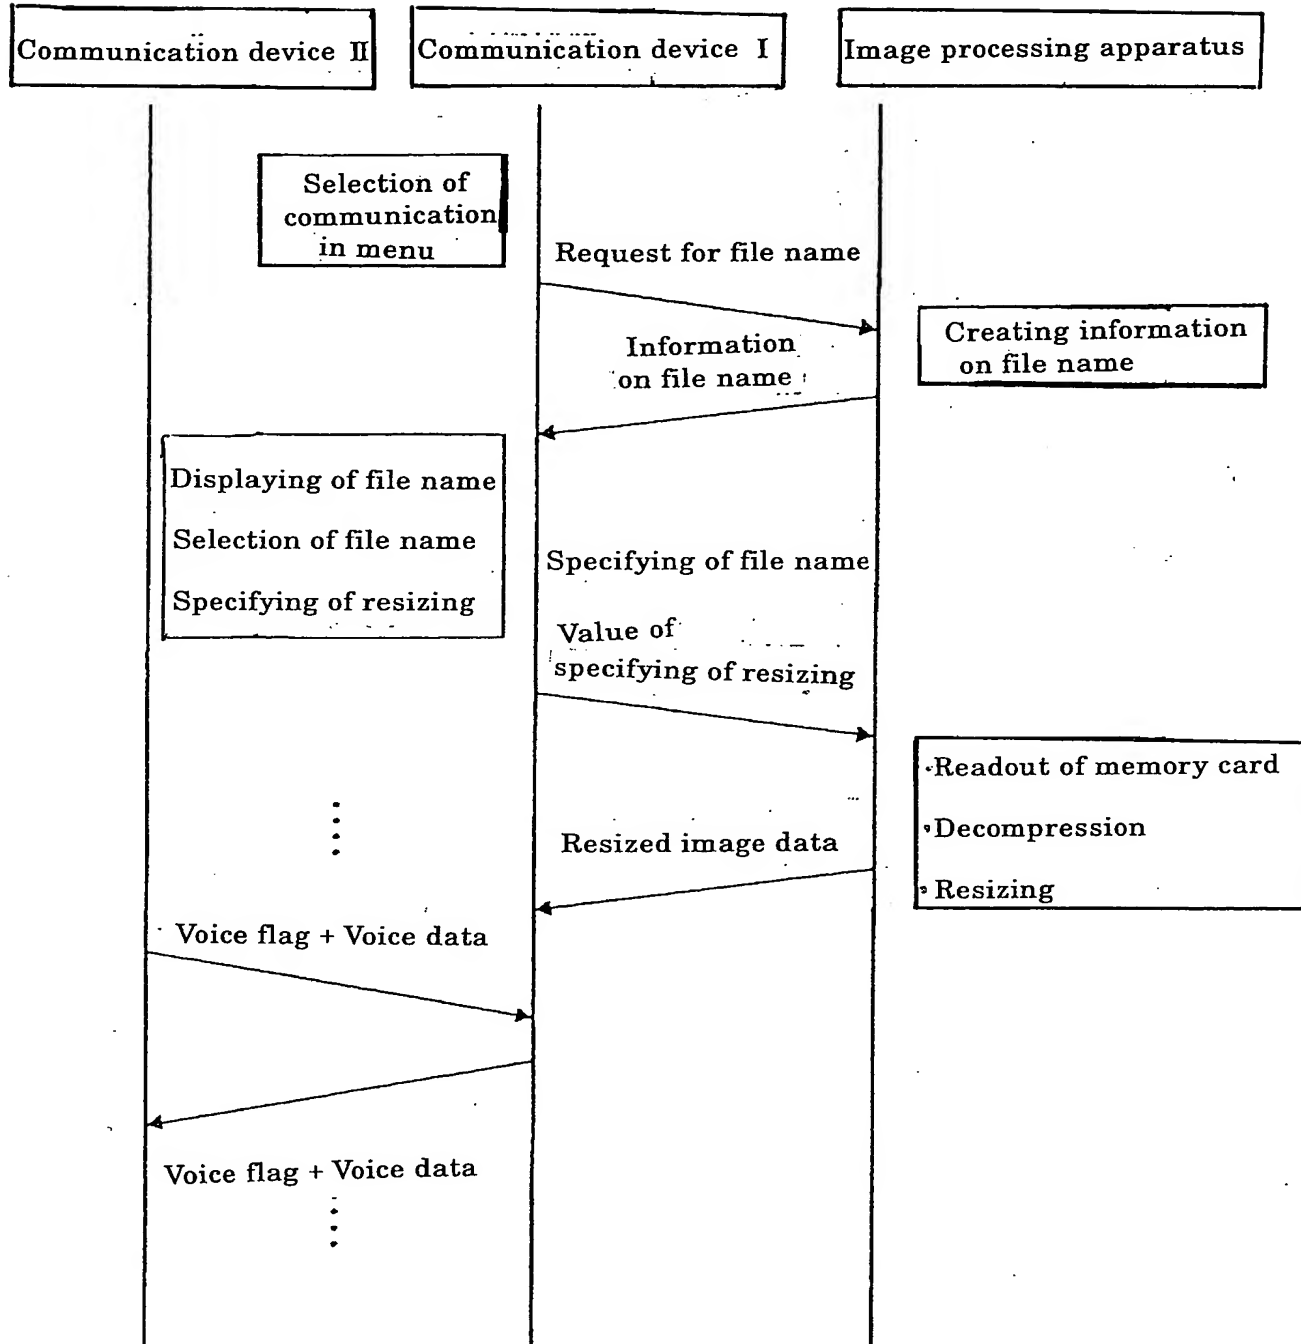 Communication device II
Communication device I
Image processing apparatus
Selection of
communication
in menu
Request for file name
Creating information
on file name
Information
on file name
Displaying of file name
Selection of file name
Specifying of resizing
Specifying of file name
Value of
specifying of resizing
·Readout of memory card
·Decompression
·Resizing
Resized image data
Voice flag + Voice data
Voice flag + Voice data